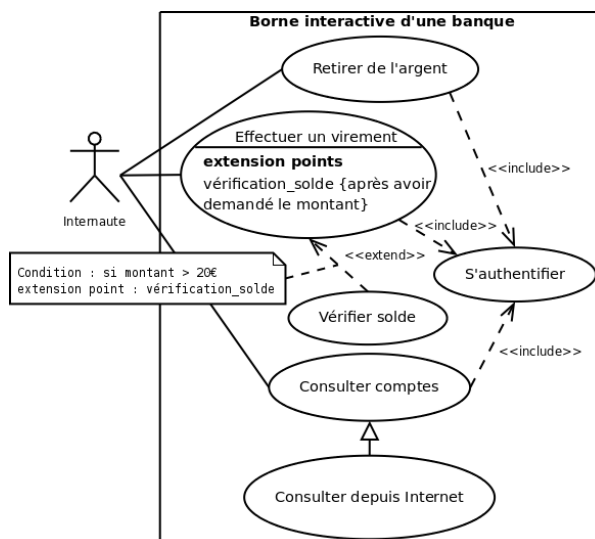 Borne interactive d'une banque
Retirer de l'argent
Effectuer un virement
extension points
vérification_solde {après avoir
demandé le montant}
Internaute
<<include>>
<<include>>
<<extend>>
Condition : si montant > 20€
extension point : vérification_solde
S'authentifier
Vérifier solde
<<include>>
Consulter comptes
Consulter depuis Internet